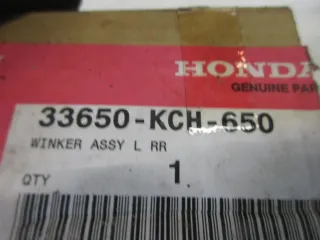 HONDA
GENUINE PAR
33650-KCH-650
WINKER ASSY L RR
QTY 1